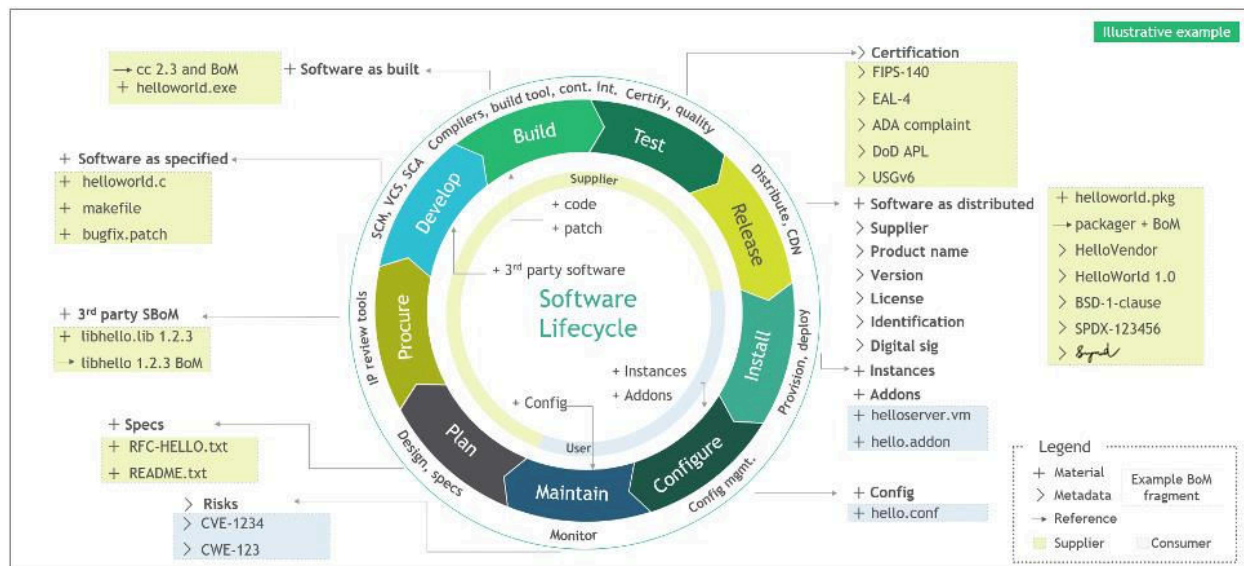 Illustrative example
→ cc 2.3 and BoM
+ helloworld.exe
+ Software as built
+ Software as specified
+ helloworld.c
+ makefile
+ bugfix.patch
+ 3rd party SBoM
+ libhello.lib 1.2.3
→ libhello 1.2.3 BoM
+ Specs
+ RFC-HELLO.txt
+ README.txt
> Risks
> CVE-1234
> CWE-123
Compilers, build tool, cont. int.
Certify, quality
Distribute, CDN
Provision, deploy
Config mgmt.
Monitor
Design, specs
IP review tools
SCM, VCS, SCA
Build
Test
Release
Install
Configure
Maintain
Plan
Procure
Develop
Supplier
+ code
+ patch
+ 3rd party software
Software
Lifecycle
+ Instances
+ Addons
+ Config
User
> Certification
> FIPS-140
> EAL-4
> ADA complaint
> DoD APL
> USGv6
+ Software as distributed
> Supplier
> Product name
> Version
> License
> Identification
> Digital sig
+ Instances
+ Addons
+ helloserver.vm
+ hello.addon
+ Config
+ hello.conf
+ helloworld.pkg
→ packager + BoM
> HelloVendor
> HelloWorld 1.0
> BSD-1-clause
> SPDX-123456
> Signed
Legend
+ Material
> Metadata
→ Reference
Supplier
Example BoM
fragment
Consumer